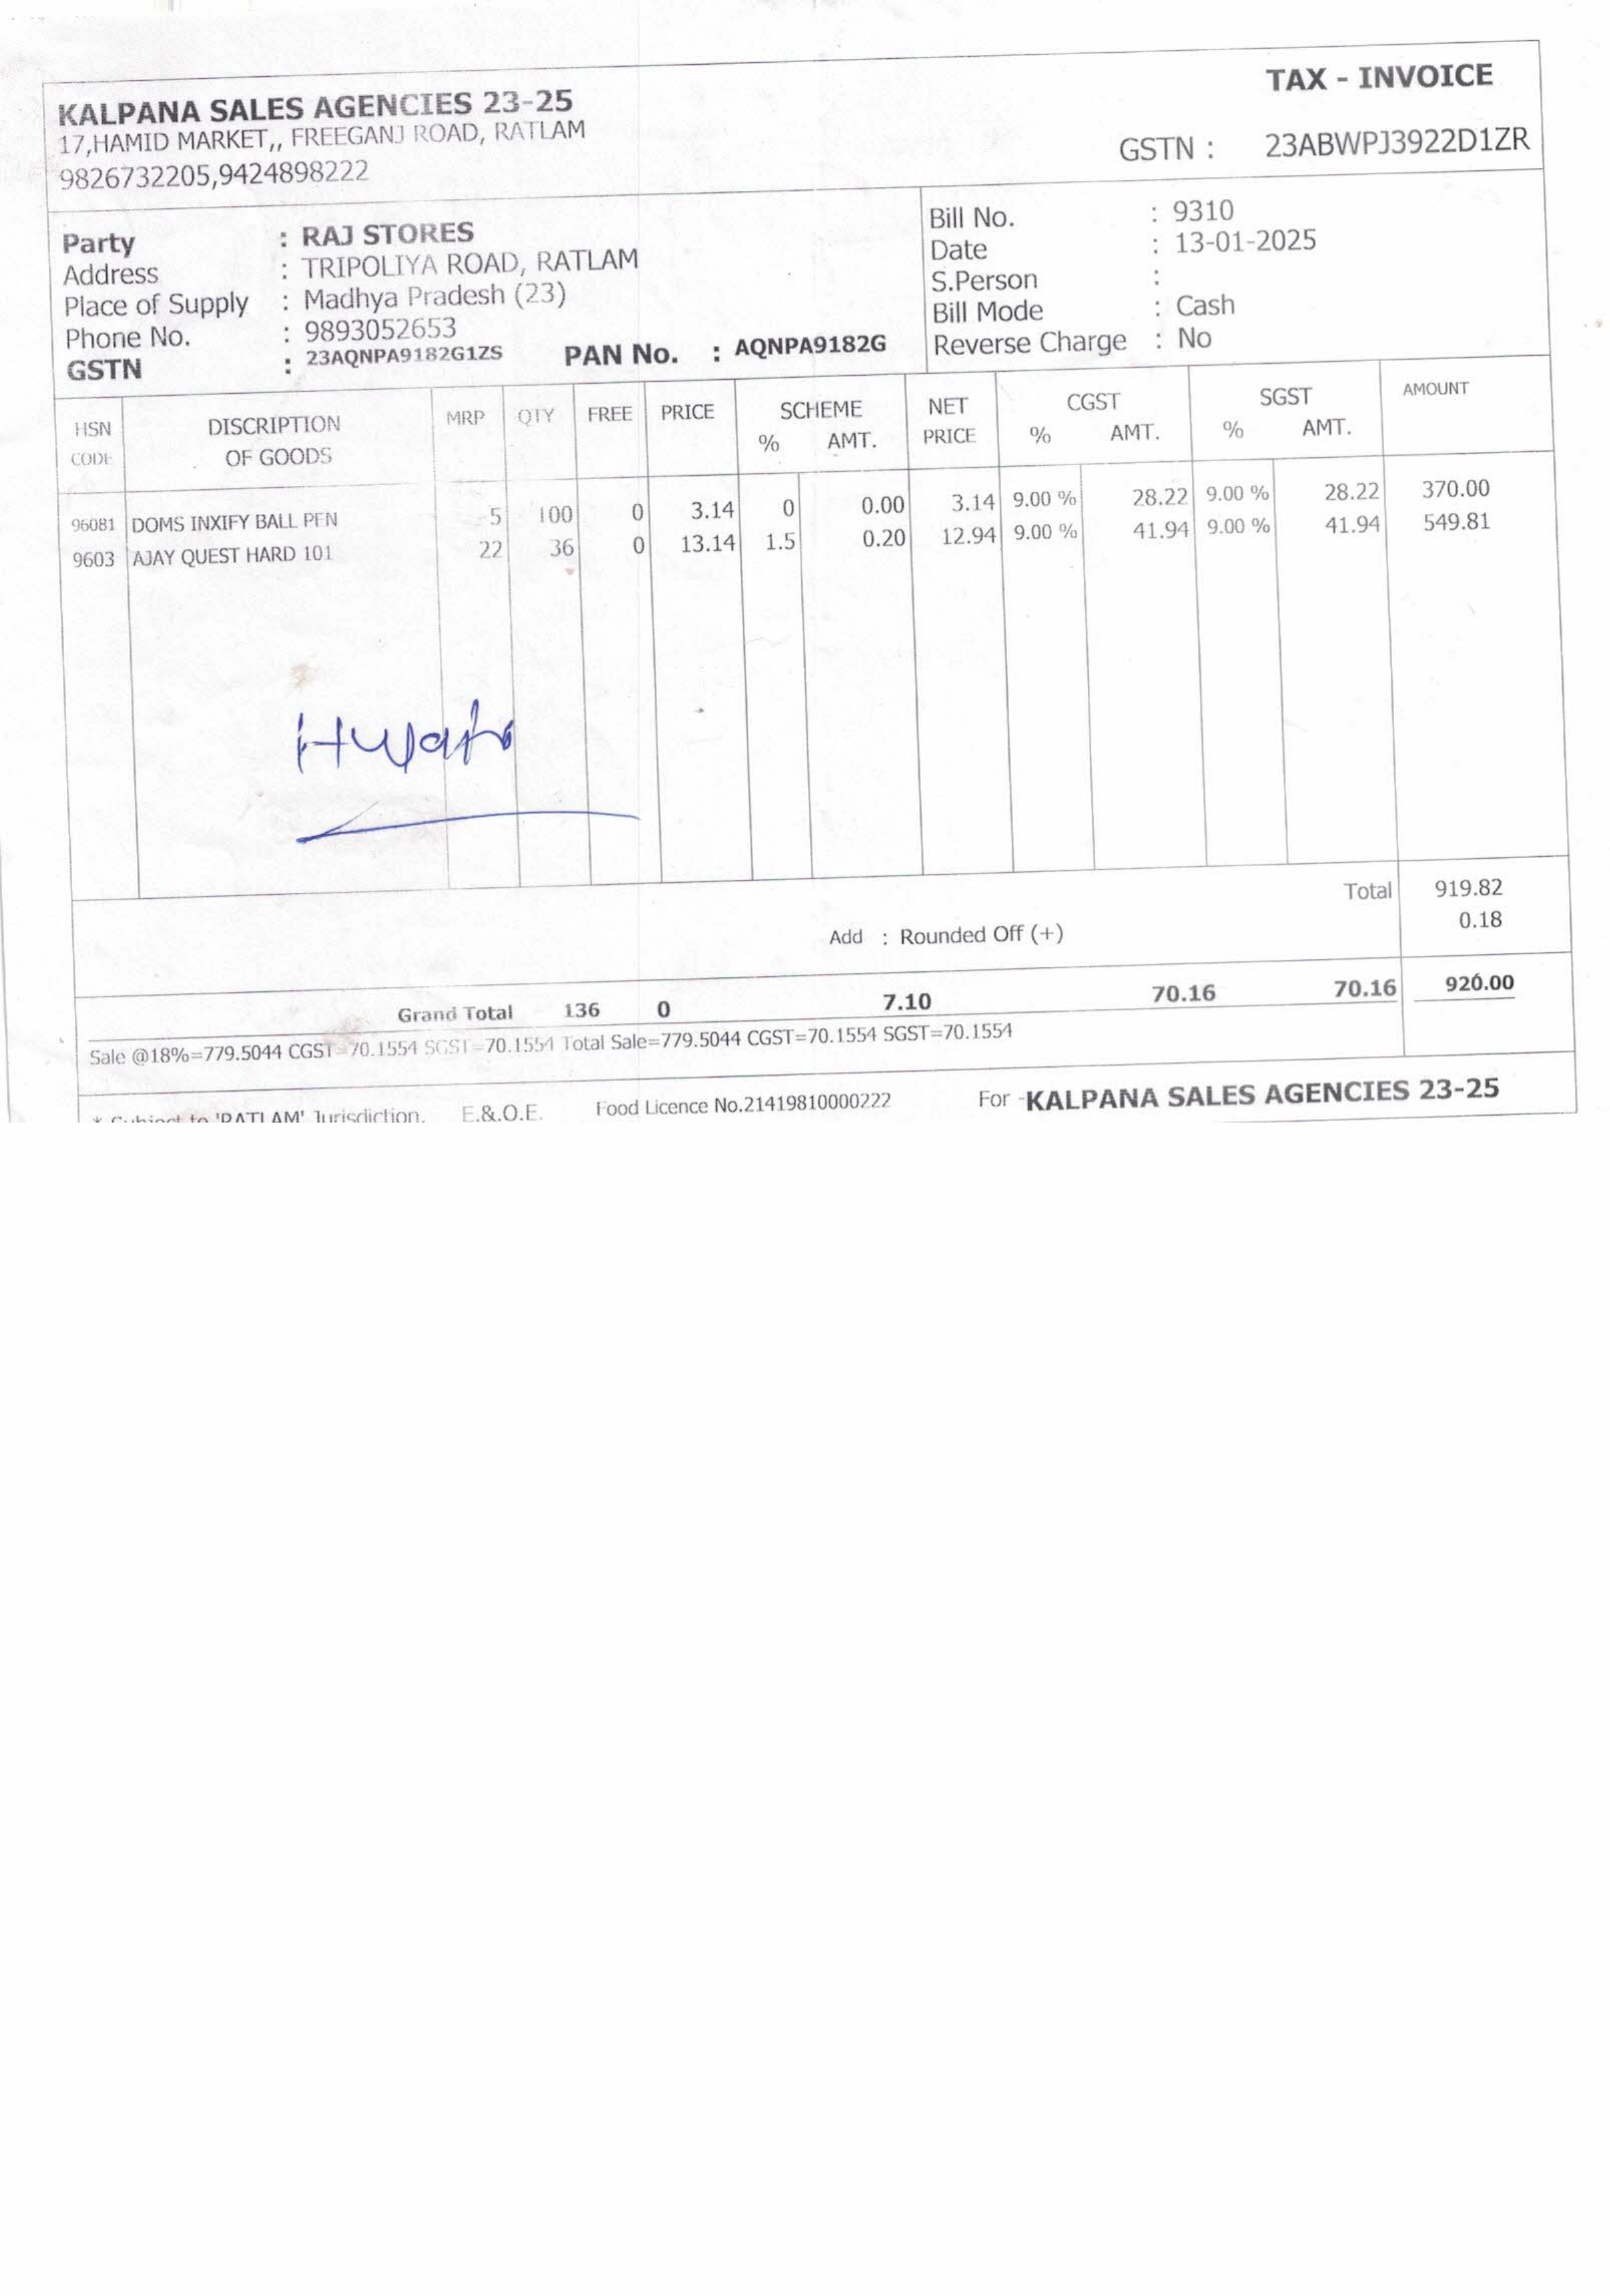 TAX - INVOICE
KALPANA SALES AGENCIES 23-25
17,HAMID MARKET,, FREEGANJ ROAD, RATLAM
9826732205,9424898222
GSTN : 23ABWPJ3922D1ZR
Party : RAJ STORES
Address : TRIPOLIYA ROAD, RATLAM
Place of Supply : Madhya Pradesh (23)
Phone No. : 9893052653
GSTN : 23AQNPA9182G1ZS PAN No. : AQNPA9182G
Bill No. : 9310
Date : 13-01-2025
S.Person :
Bill Mode : Cash
Reverse Charge : No
HSN CODE DISCRIPTION OF GOODS MRP QTY FREE PRICE SCHEME % AMT. NET PRICE CGST % AMT. SGST % AMT. AMOUNT
96081 DOMS INXIFY BALL PEN 5 100 0 3.14 0 0.00 3.14 9.00 % 28.22 9.00 % 28.22 370.00
9603 AJAY QUEST HARD 101 22 36 0 13.14 1.5 0.20 12.94 9.00 % 41.94 9.00 % 41.94 549.81
Total 919.82
Add : Rounded Off (+) 0.18
Grand Total 136 0 7.10 70.16 70.16 920.00
Sale @18%=779.5044 CGST=70.1554 SGST=70.1554 Total Sale=779.5044 CGST=70.1554 SGST=70.1554
* Subject to 'RATLAM' Jurisdiction. E.&.O.E. Food Licence No.21419810000222 For -KALPANA SALES AGENCIES 23-25